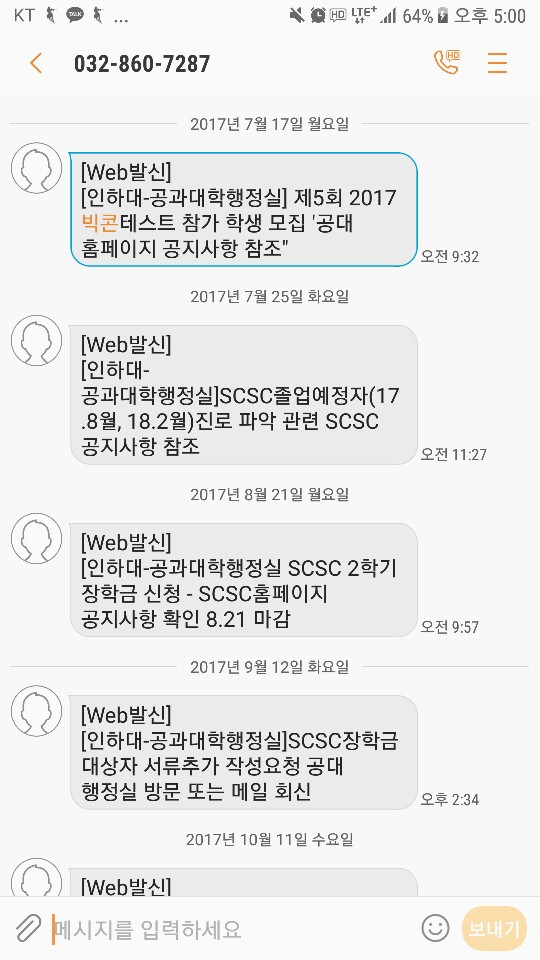 KT TALK ... HD LTE+ 64% 오후 5:00
032-860-7287 HD
2017년 7월 17일 월요일
[Web발신]
[인하대-공과대학행정실] 제5회 2017
빅콘테스트 참가 학생 모집 '공대
홈페이지 공지사항 참조"
오전 9:32
2017년 7월 25일 화요일
[Web발신]
[인하대-
공과대학행정실]SCSC졸업예정자(17
.8월, 18.2월)진로 파악 관련 SCSC
공지사항 참조
오전 11:27
2017년 8월 21일 월요일
[Web발신]
[인하대-공과대학행정실 SCSC 2학기
장학금 신청 - SCSC홈페이지
공지사항 확인 8.21 마감
오전 9:57
2017년 9월 12일 화요일
[Web발신]
[인하대-공과대학행정실]SCSC장학금
대상자 서류추가 작성요청 공대
행정실 방문 또는 메일 회신
오후 2:34
2017년 10월 11일 수요일
[Web발신]
메시지를 입력하세요 보내기